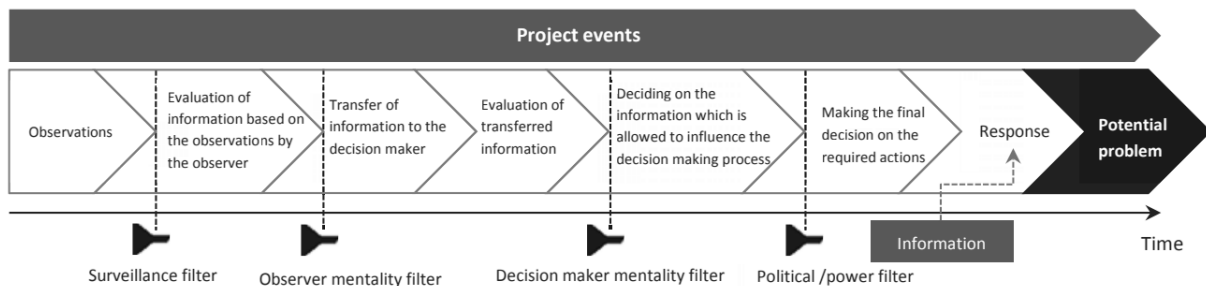 Project events
Observations
Evaluation of
information based on
the observations by
the observer
Transfer of
information to the
decision maker
Evaluation of
transferred
information
Deciding on the
information which is
allowed to influence the
decision making process
Making the final
decision on the
required actions
Response
Potential
problem
Information
Time
Surveillance filter
Observer mentality filter
Decision maker mentality filter
Political /power filter